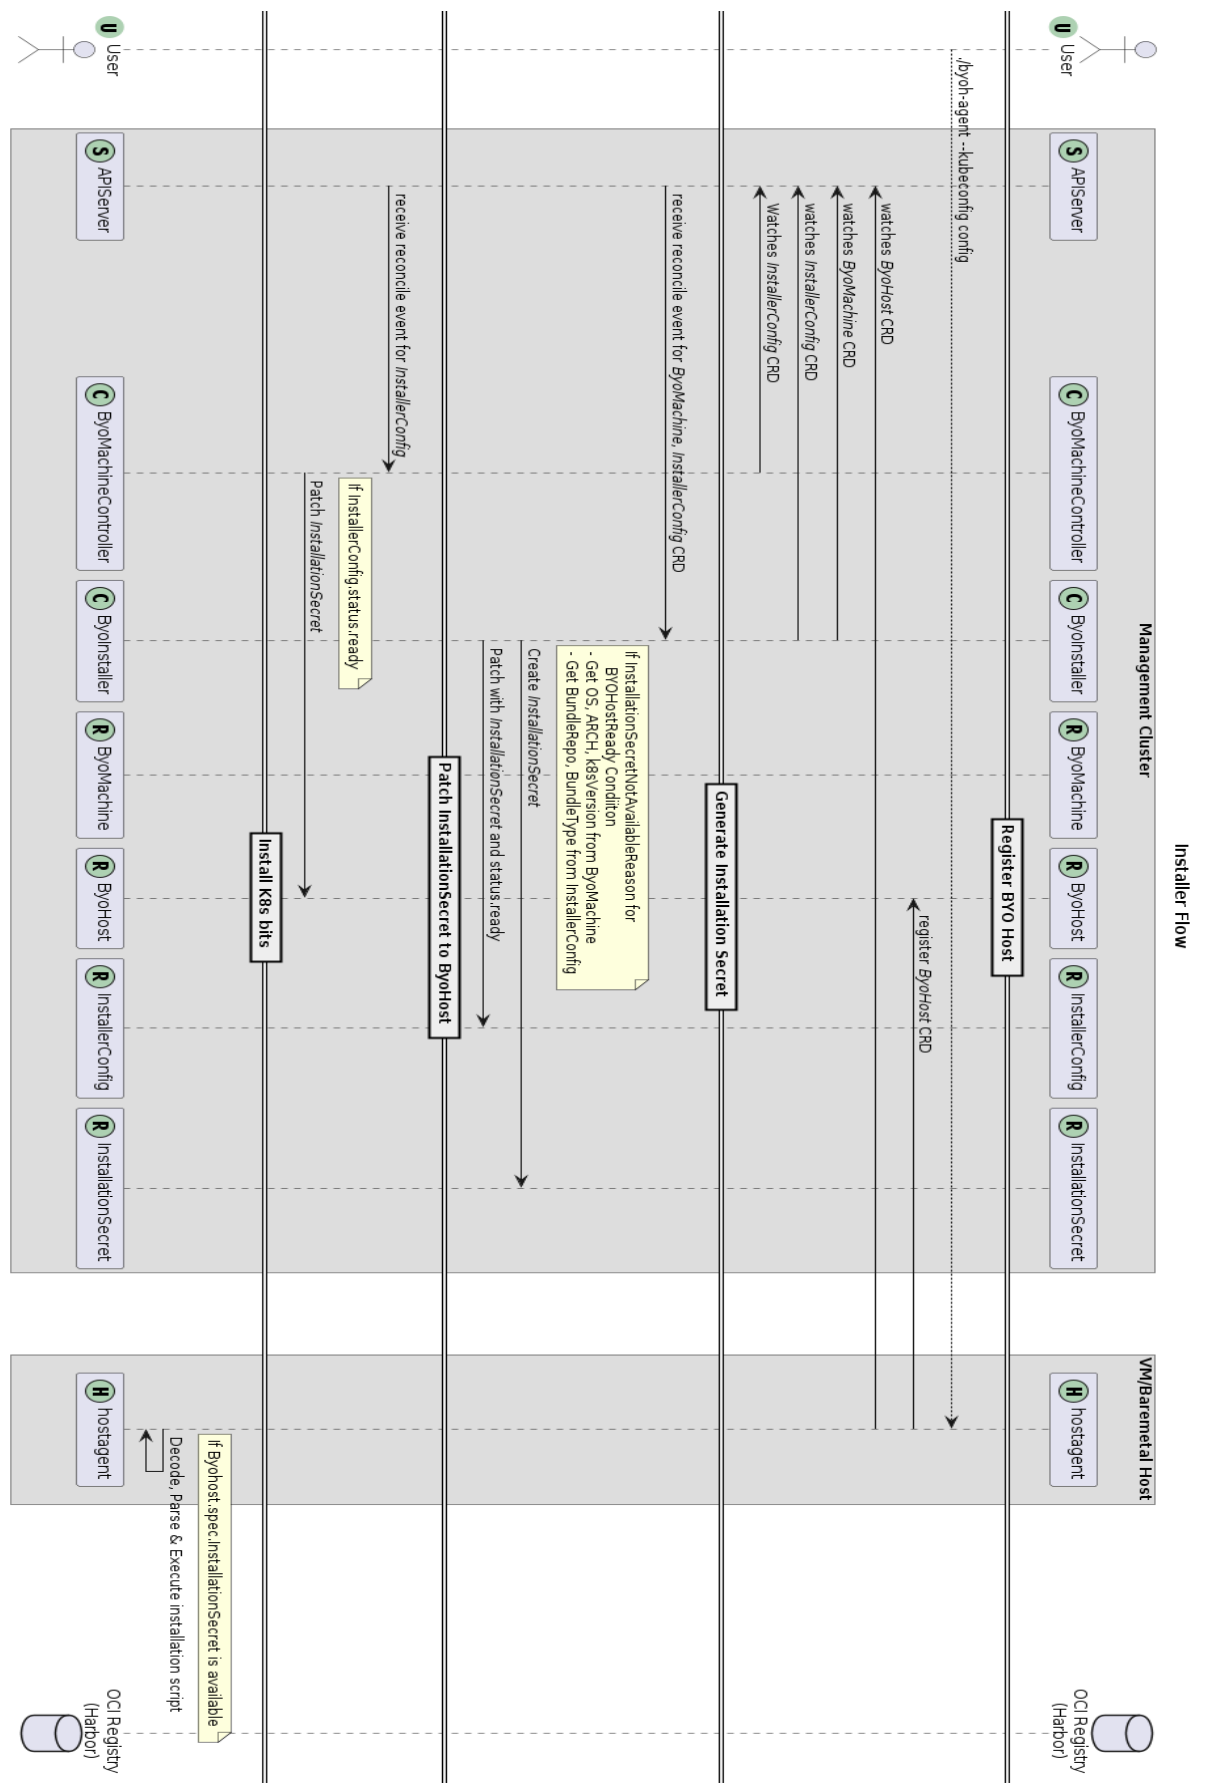 Installer Flow
Management Cluster
VM/Baremetal Host
U
User
S APIServer
C ByoMachineController
C ByoInstaller
R ByoMachine
R ByoHost
R InstallerConfig
R InstallationSecret
H hostagent
OCI Registry
(Harbor)
Register BYO Host
./byoh-agent --kubeconfig config
register ByoHost CRD
watches ByoHost CRD
watches ByoMachine CRD
watches InstallerConfig CRD
Watches InstallerConfig CRD
Generate Installation Secret
receive reconcile event for ByoMachine, InstallerConfig CRD
If InstallationSecretNotAvailableReason for
BYOHostReady Conditon
- Get OS, ARCH, k8sVersion from ByoMachine
- Get BundleRepo, BundleType from InstallerConfig
Create InstallationSecret
Patch with InstallationSecret and status.ready
Patch InstallationSecret to ByoHost
receive reconcile event for InstallerConfig
If InstallerConfig.status.ready
Patch InstallationSecret
Install K8s bits
If Byohost.spec.InstallationSecret is available
Decode, Parse & Execute installation script
U
User
S APIServer
C ByoMachineController
C ByoInstaller
R ByoMachine
R ByoHost
R InstallerConfig
R InstallationSecret
H hostagent
OCI Registry
(Harbor)